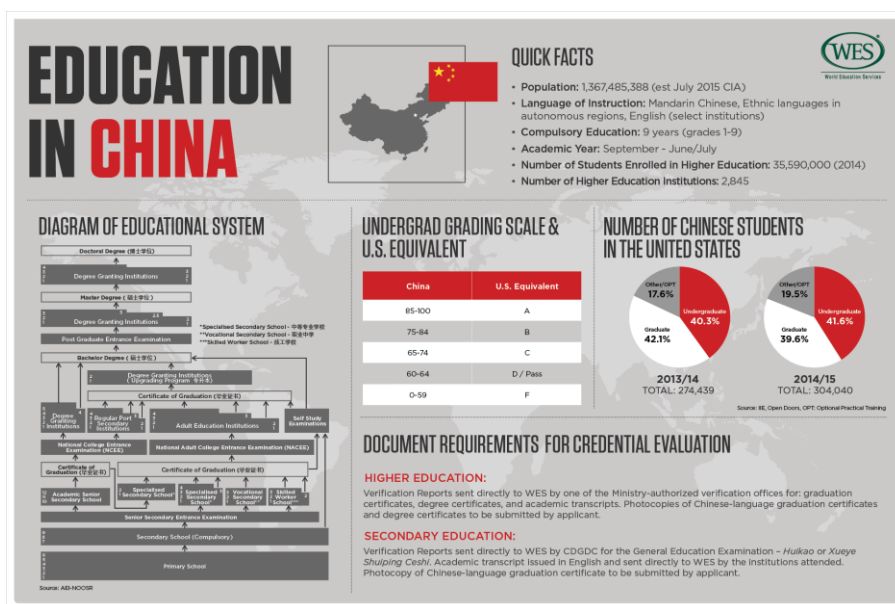 EDUCATION
IN CHINA
QUICK FACTS
• Population: 1,367,485,388 (est July 2015 CIA)
• Language of Instruction: Mandarin Chinese, Ethnic languages in
autonomous regions, English (select institutions)
• Compulsory Education: 9 years (grades 1-9)
• Academic Year: September - June/July
• Number of Students Enrolled in Higher Education: 35,590,000 (2014)
• Number of Higher Education Institutions: 2,845
WES
World Education Services
DIAGRAM OF EDUCATIONAL SYSTEM
Doctoral Degree (博士学位)
Degree Granting Institutions
Master Degree (硕士学位)
Degree Granting Institutions
Post Graduate Entrance Examination
*Specialised Secondary School - 中等专业学校
**Vocational Secondary School - 职业中学
***Skilled Worker School - 技工学校
Bachelor Degree (硕士学位)
Degree Granting Institutions
(Upgrading Program 专升本)
Certificate of Graduation (毕业证书)
Degree
Granting
Institutions
Regular Post
Secondary
Institutions
Adult Education Institutions
Self Study
Examinations
National College Entrance
Examination (NCEE)
National Adult College Entrance Examination (NACEE)
Certificate of
Graduation (毕业证书)
Certificate of Graduation (毕业证书)
Academic Senior
Secondary School
Specialised
Secondary School*
Specialised
Secondary
School*
Vocational
Secondary
School**
Skilled
Worker
School***
Senior Secondary Entrance Examination
Secondary School (Compulsory)
Primary School
Source: AEI-NOOSR
UNDERGRAD GRADING SCALE &
U.S. EQUIVALENT
China U.S. Equivalent
85-100 A
75-84 B
65-74 C
60-64 D / Pass
0-59 F
NUMBER OF CHINESE STUDENTS
IN THE UNITED STATES
Other/OPT
17.6%
Undergraduate
40.3%
Graduate
42.1%
2013/14
TOTAL: 274,439
Other/OPT
19.5%
Undergraduate
41.6%
Graduate
39.6%
2014/15
TOTAL: 304,040
Source: IIE, Open Doors, OPT: Optional Practical Training
DOCUMENT REQUIREMENTS FOR CREDENTIAL EVALUATION
HIGHER EDUCATION:
Verification Reports sent directly to WES by one of the Ministry-authorized verification offices for: graduation
certificates, degree certificates, and academic transcripts. Photocopies of Chinese-language graduation certificates
and degree certificates to be submitted by applicant.
SECONDARY EDUCATION:
Verification Reports sent directly to WES by CDGDC for the General Education Examination – Huikao or Xueye
Shuiping Ceshi. Academic transcript issued in English and sent directly to WES by the institutions attended.
Photocopy of Chinese-language graduation certificate to be submitted by applicant.